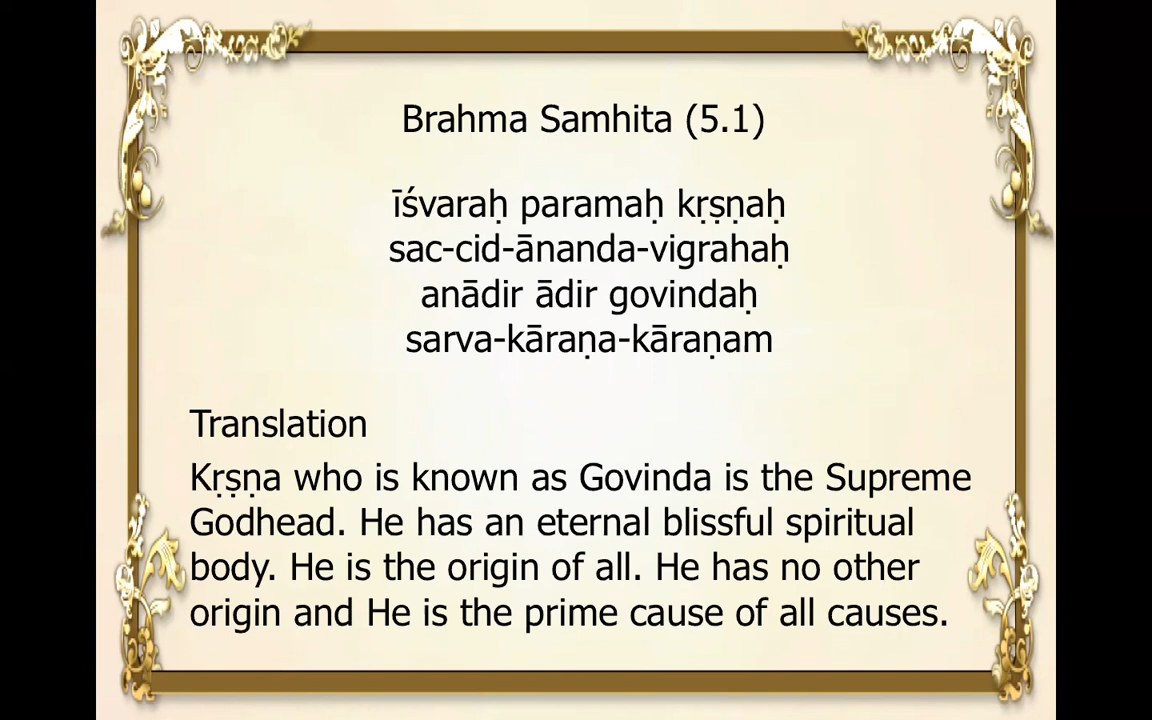 Brahma Samhita (5.1)
īśvaraḥ paramaḥ kṛṣṇaḥ
sac-cid-ānanda-vigrahaḥ
anādir ādir govindaḥ
sarva-kāraṇa-kāraṇam
Translation
Kṛṣṇa who is known as Govinda is the Supreme
Godhead. He has an eternal blissful spiritual
body. He is the origin of all. He has no other
origin and He is the prime cause of all causes.